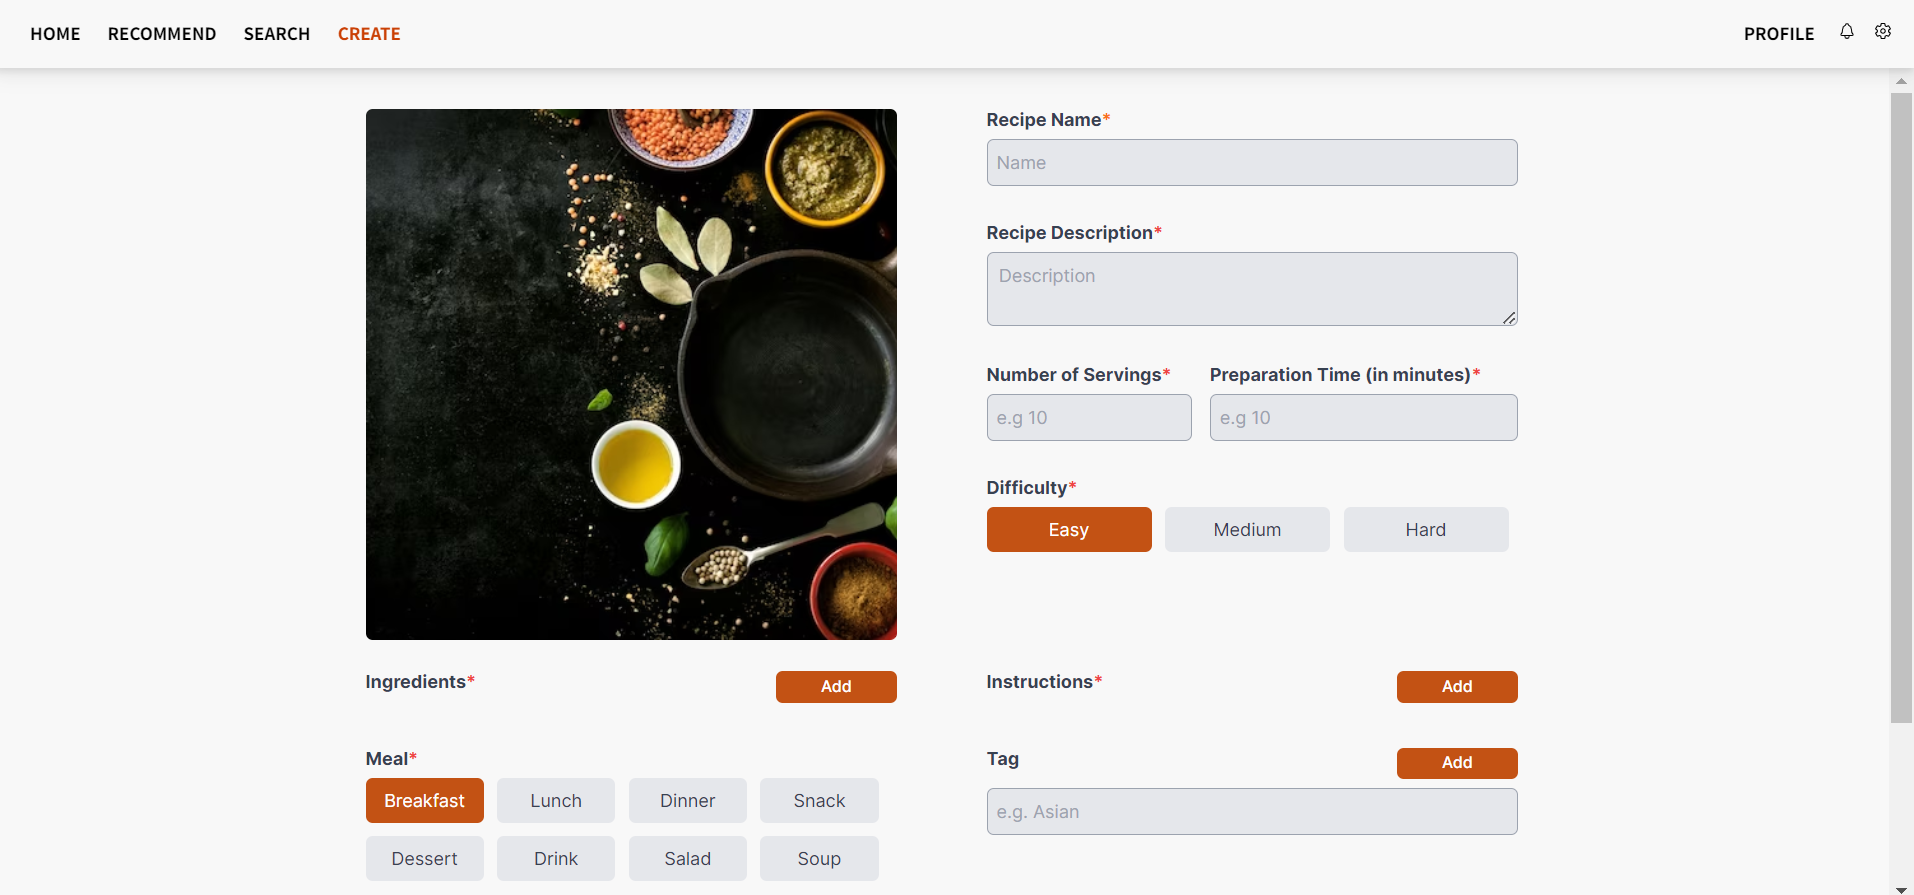 HOME RECOMMEND SEARCH CREATE PROFILE
Recipe Name*
Name
Recipe Description*
Description
Number of Servings* Preparation Time (in minutes)*
e.g 10 e.g 10
Difficulty*
Easy Medium Hard
Ingredients* Add
Instructions* Add
Meal*
Breakfast Lunch Dinner Snack
Dessert Drink Salad Soup
Tag Add
e.g. Asian